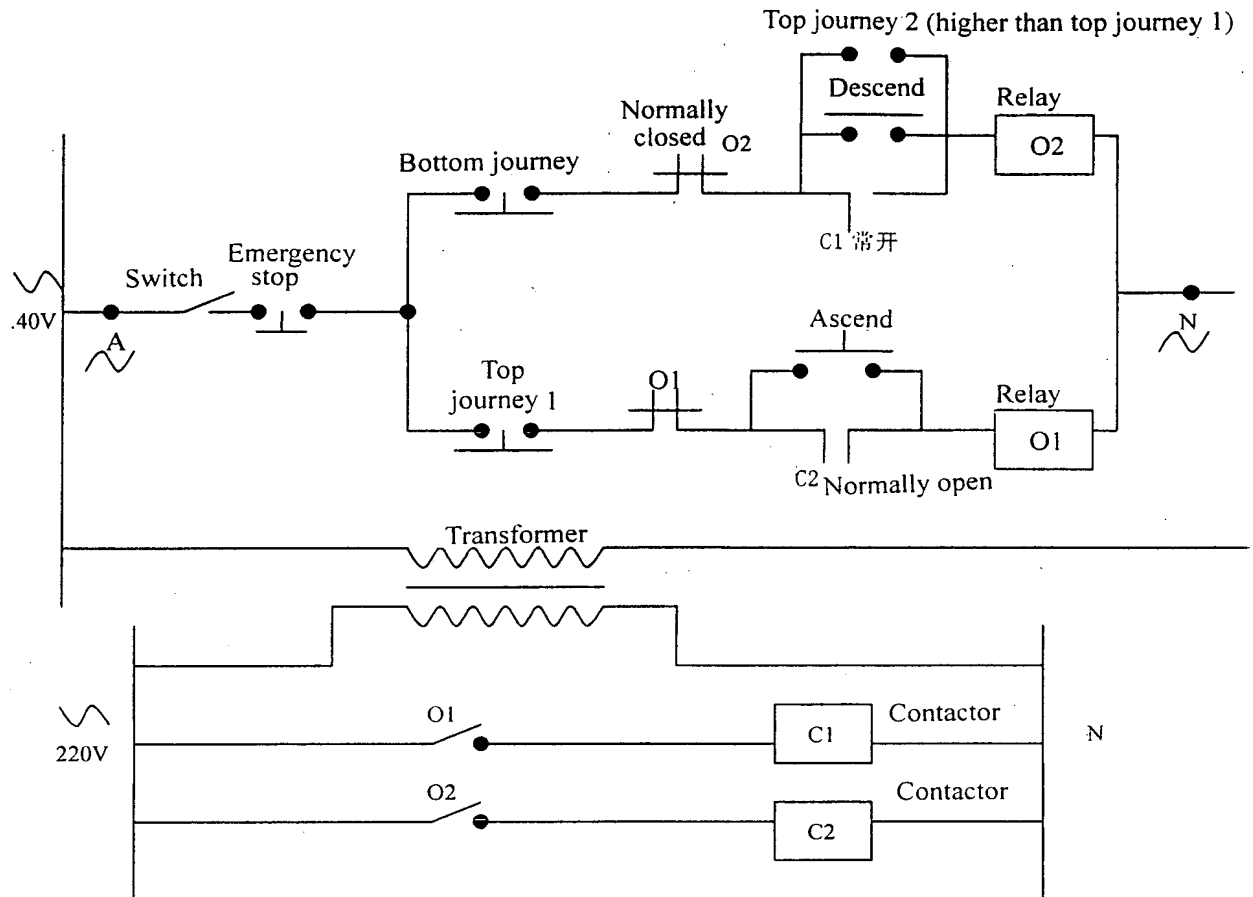 Top journey 2 (higher than top journey 1)
Descend
Relay
O2
Normally
closed
O2
Bottom journey
C1 常开
Emergency
stop
Switch
.40V
A
N
Ascend
Top
journey 1
O1
Relay
O1
C2 Normally open
Transformer
220V
O1
C1
Contactor
N
O2
C2
Contactor